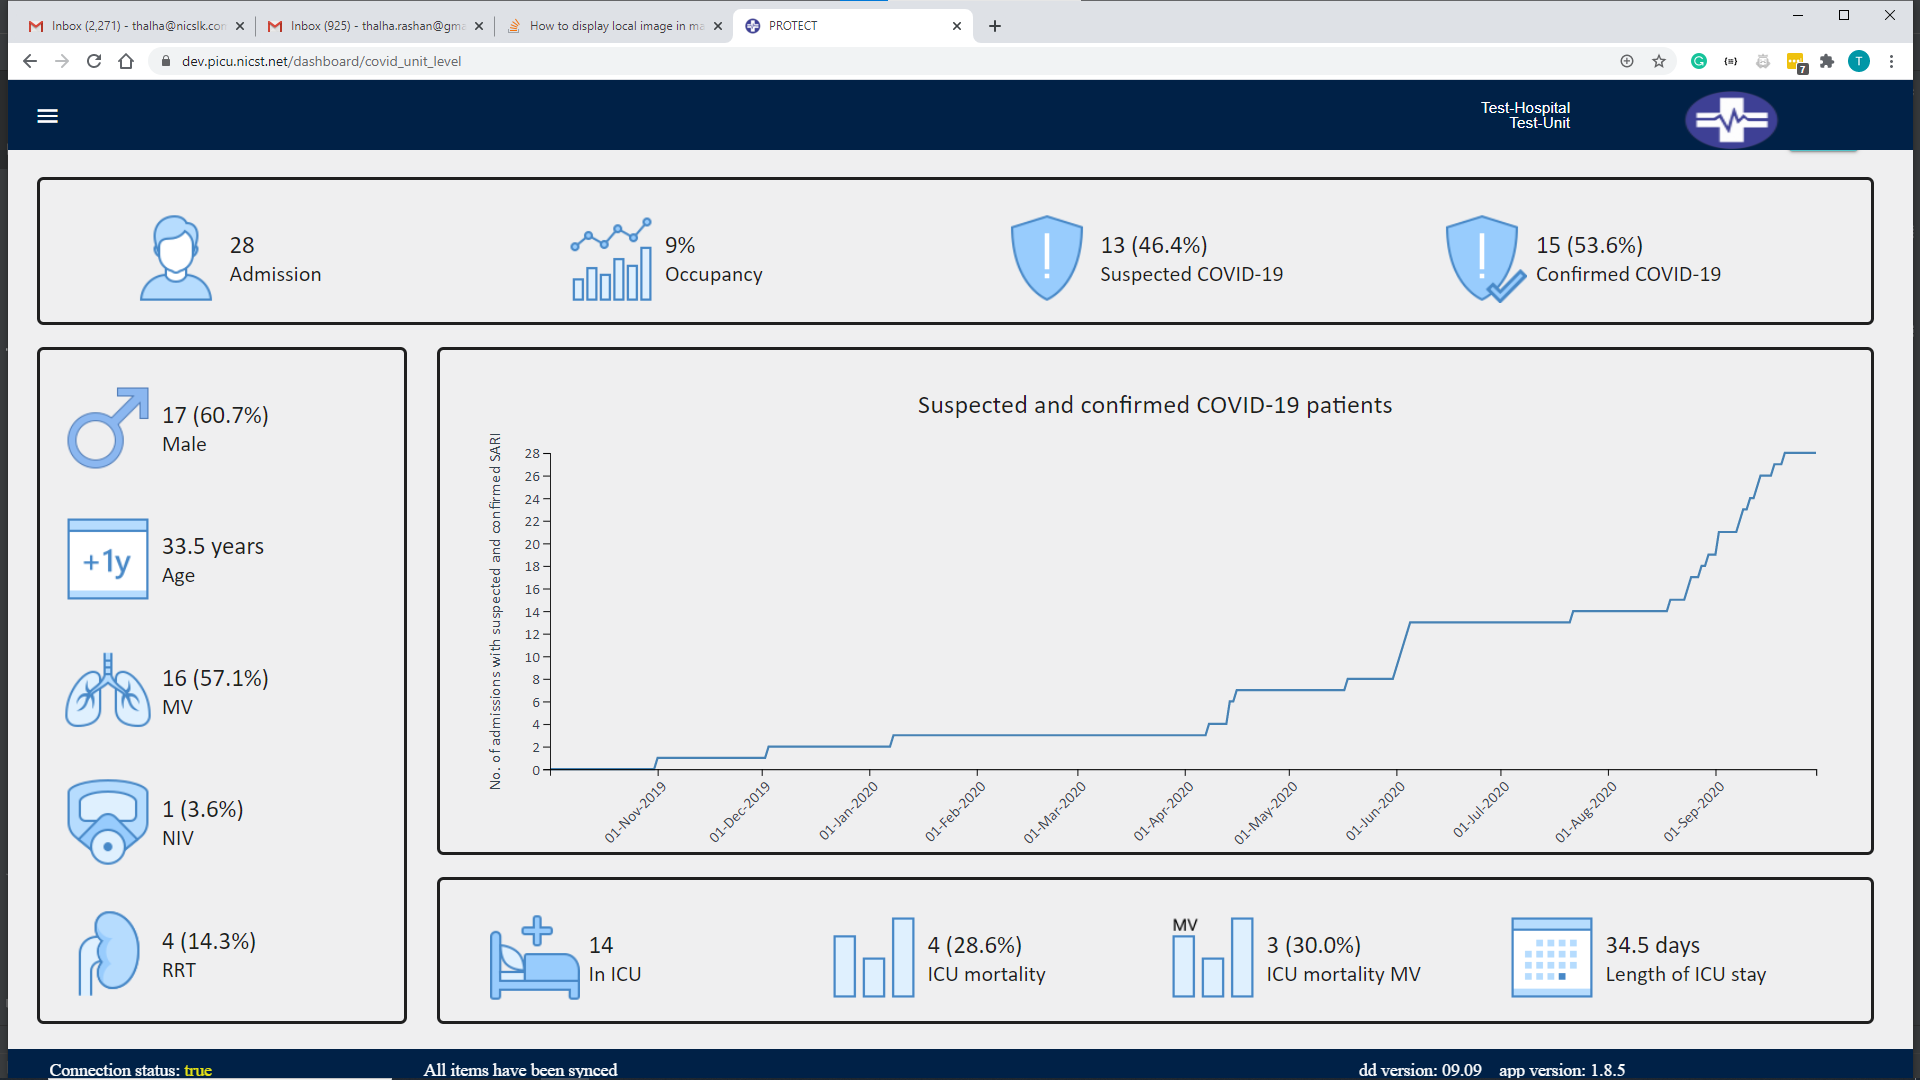 Inbox (2,271) - thalha@nicslk.con
Inbox (925) - thalha.rashan@gma
How to display local image in ma
PROTECT
dev.picu.nicst.net/dashboard/covid_unit_level
7
T
Test-Hospital
Test-Unit
28
Admission
9%
Occupancy
13 (46.4%)
Suspected COVID-19
15 (53.6%)
Confirmed COVID-19
17 (60.7%)
Male
+1y
33.5 years
Age
16 (57.1%)
MV
1 (3.6%)
NIV
4 (14.3%)
RRT
Suspected and confirmed COVID-19 patients
No. of admissions with suspected and confirmed SARI
28
26
24
22
20
18
16
14
12
10
8
6
4
2
0
01-Nov-2019
01-Dec-2019
01-Jan-2020
01-Feb-2020
01-Mar-2020
01-Apr-2020
01-May-2020
01-Jun-2020
01-Jul-2020
01-Aug-2020
01-Sep-2020
14
In ICU
4 (28.6%)
ICU mortality
MV
3 (30.0%)
ICU mortality MV
34.5 days
Length of ICU stay
Connection status: true
All items have been synced
dd version: 09.09 app version: 1.8.5